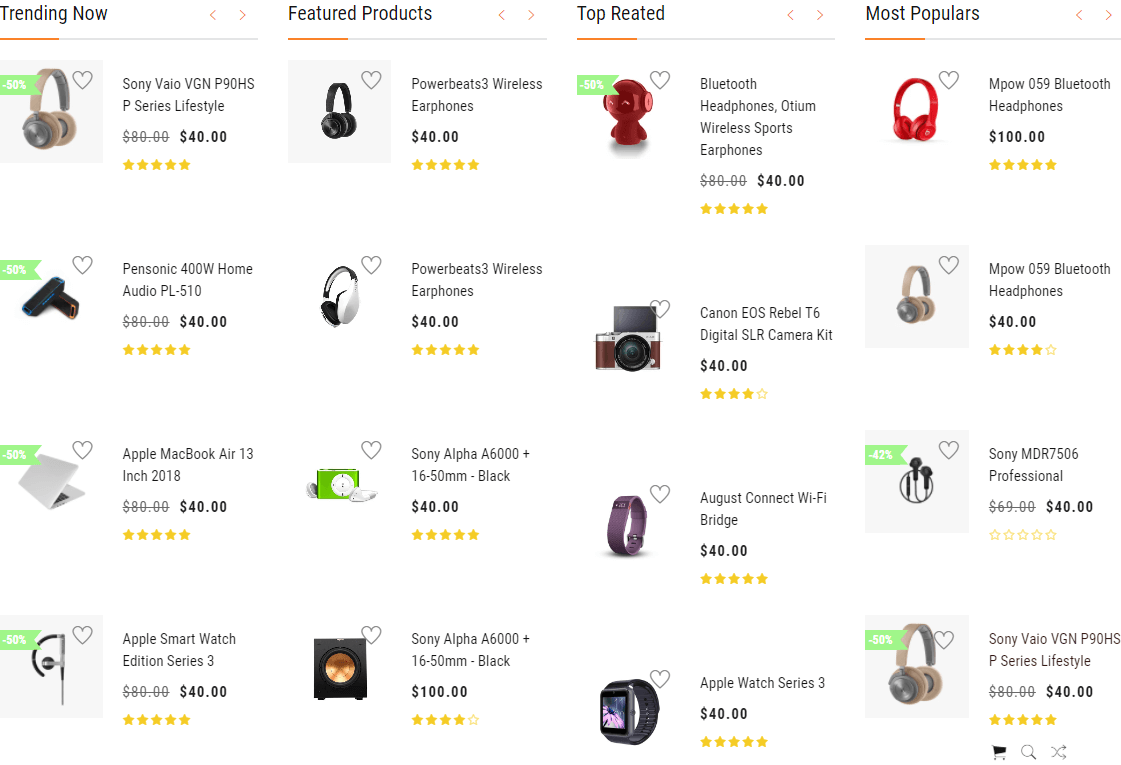 Trending Now
-50%
Sony Vaio VGN P90HS
P Series Lifestyle
$80.00 $40.00
-50%
Pensonic 400W Home
Audio PL-510
$80.00 $40.00
-50%
Apple MacBook Air 13
Inch 2018
$80.00 $40.00
-50%
Apple Smart Watch
Edition Series 3
$80.00 $40.00
Featured Products
Powerbeats3 Wireless
Earphones
$40.00
Powerbeats3 Wireless
Earphones
$40.00
Sony Alpha A6000 +
16-50mm - Black
$40.00
Sony Alpha A6000 +
16-50mm - Black
$100.00
Top Reated
-50%
Bluetooth
Headphones, Otium
Wireless Sports
Earphones
$80.00 $40.00
Canon EOS Rebel T6
Digital SLR Camera Kit
$40.00
August Connect Wi-Fi
Bridge
$40.00
Apple Watch Series 3
$40.00
Most Populars
Mpow 059 Bluetooth
Headphones
$100.00
Mpow 059 Bluetooth
Headphones
$40.00
-42%
Sony MDR7506
Professional
$69.00 $40.00
-50%
Sony Vaio VGN P90HS
P Series Lifestyle
$80.00 $40.00